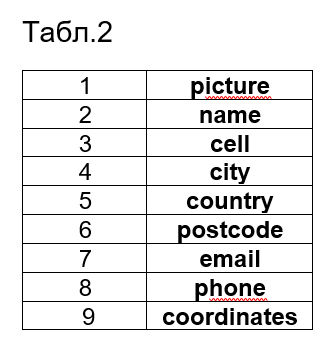 Табл.2
1 picture
2 name
3 cell
4 city
5 country
6 postcode
7 email
8 phone
9 coordinates